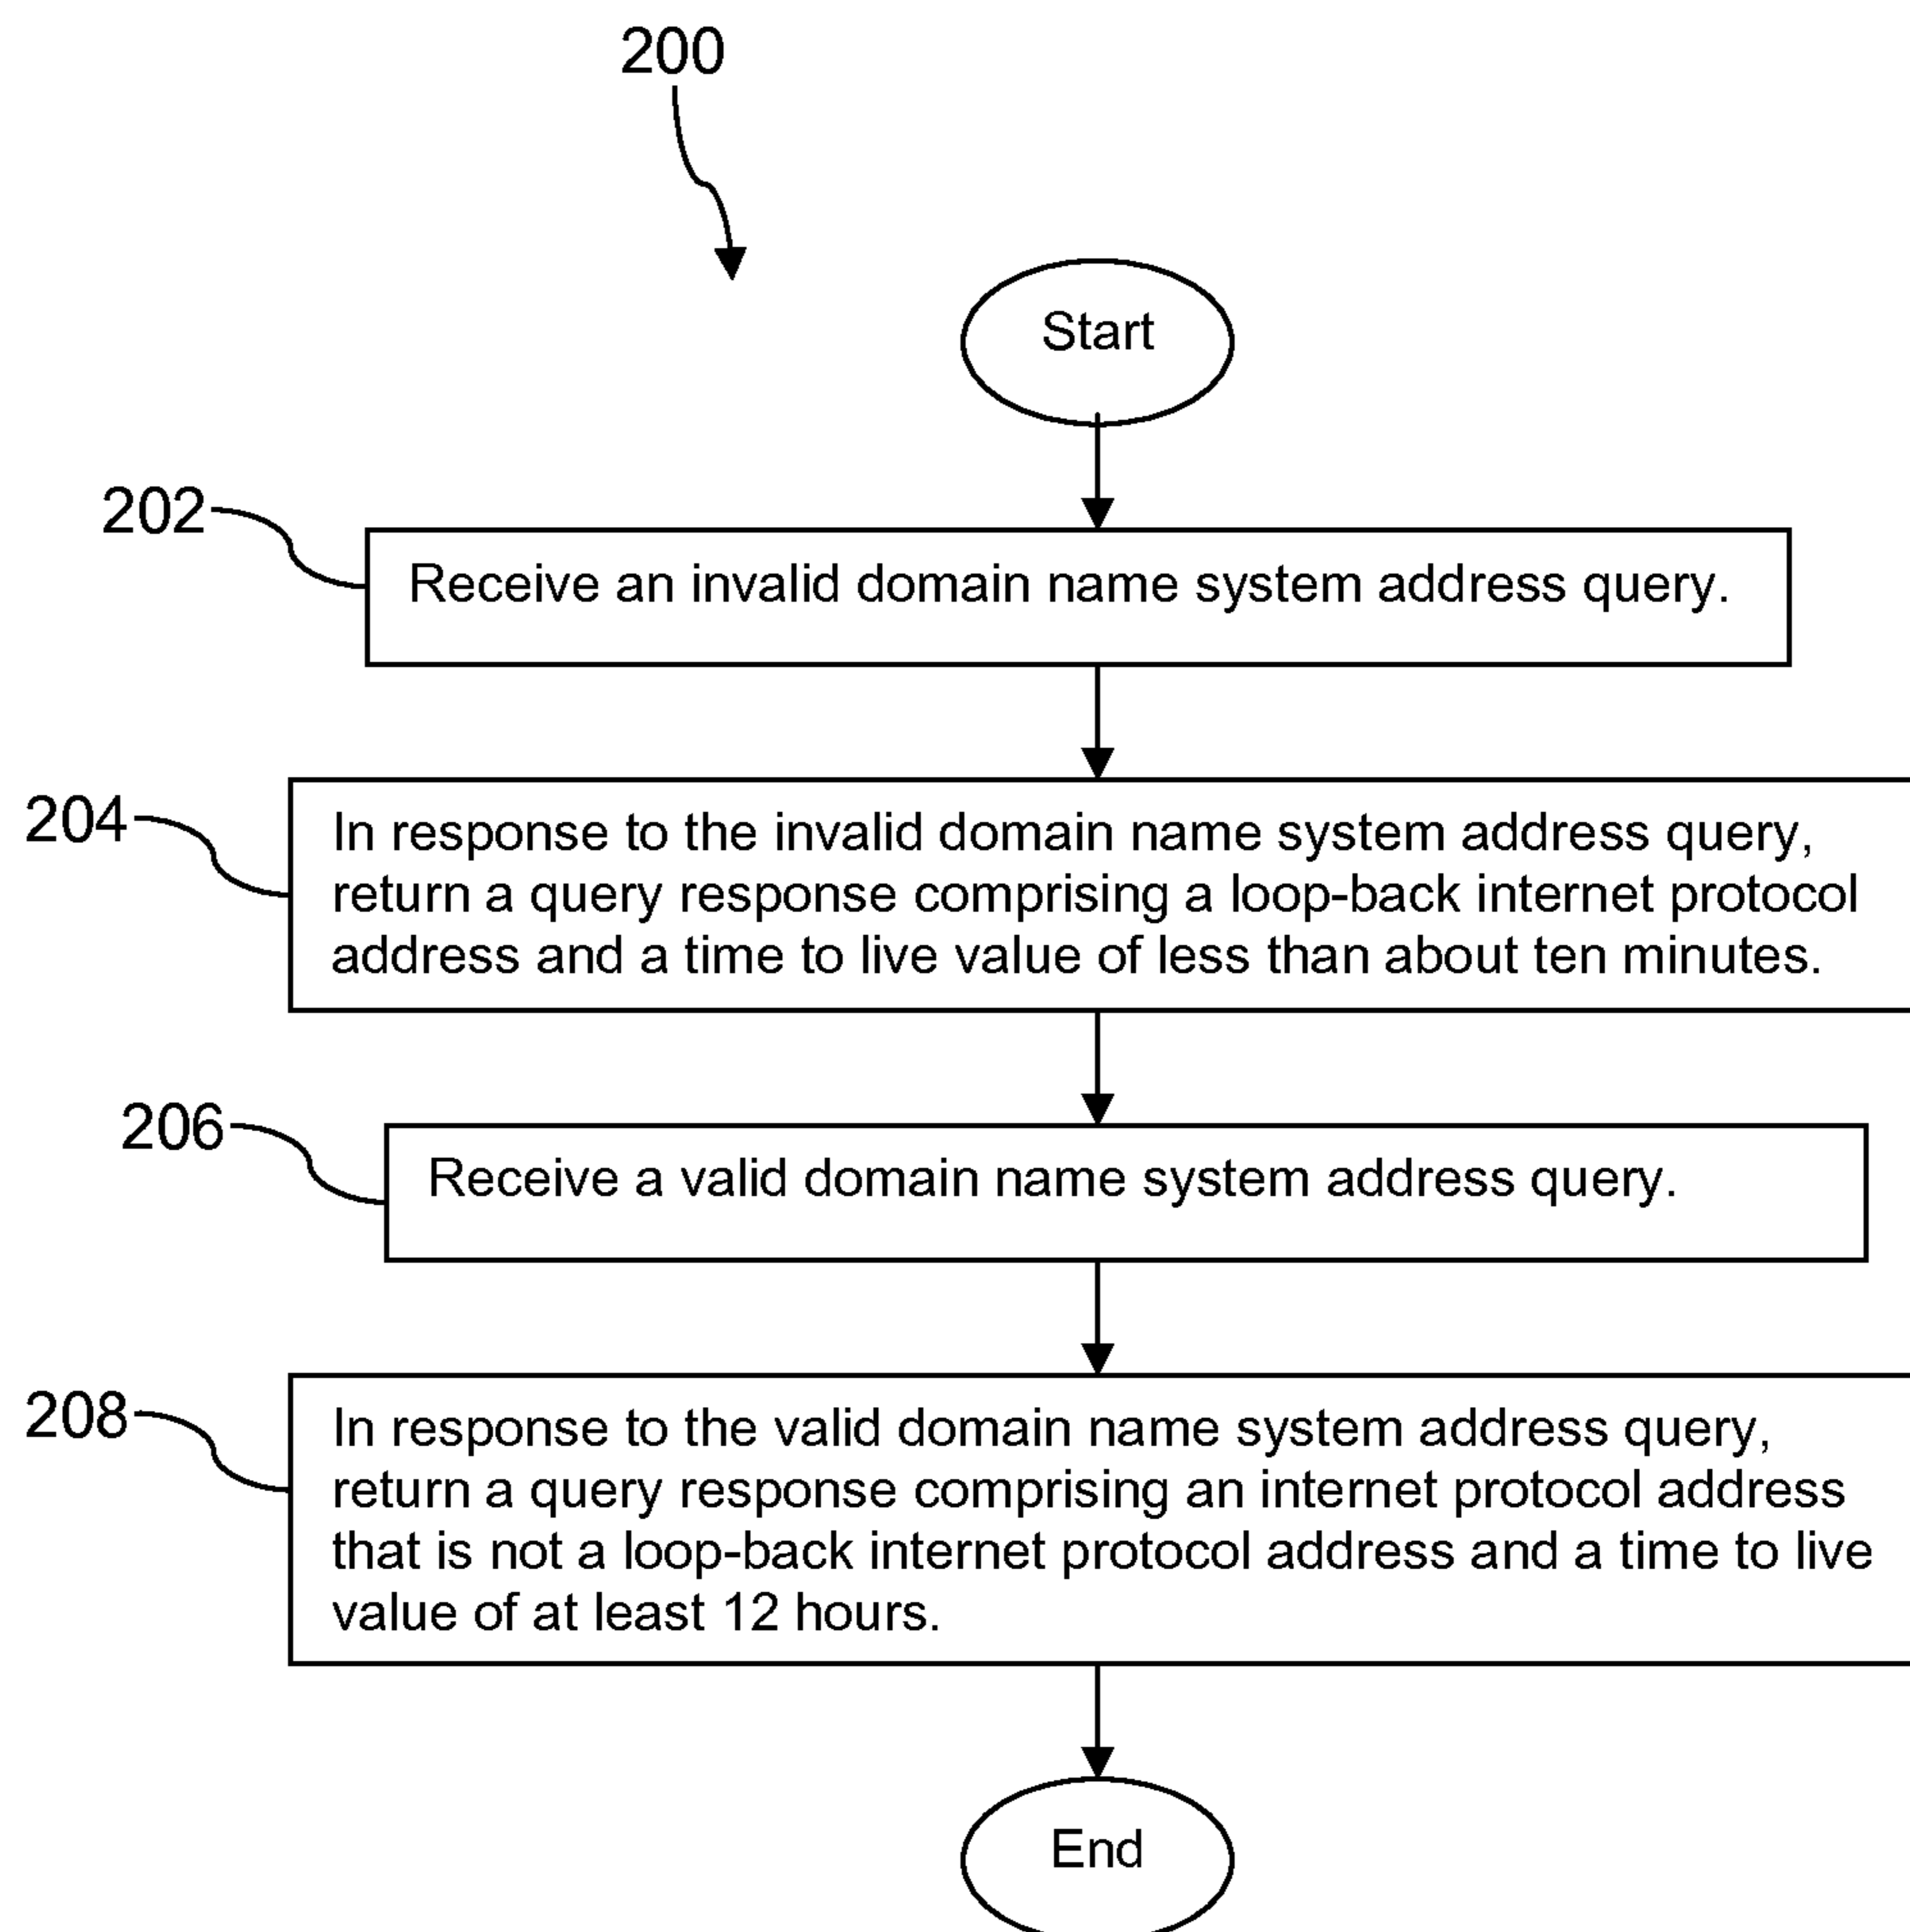 200
Start
202
Receive an invalid domain name system address query.
204
In response to the invalid domain name system address query,
return a query response comprising a loop-back internet protocol
address and a time to live value of less than about ten minutes.
206
Receive a valid domain name system address query.
208
In response to the valid domain name system address query,
return a query response comprising an internet protocol address
that is not a loop-back internet protocol address and a time to live
value of at least 12 hours.
End